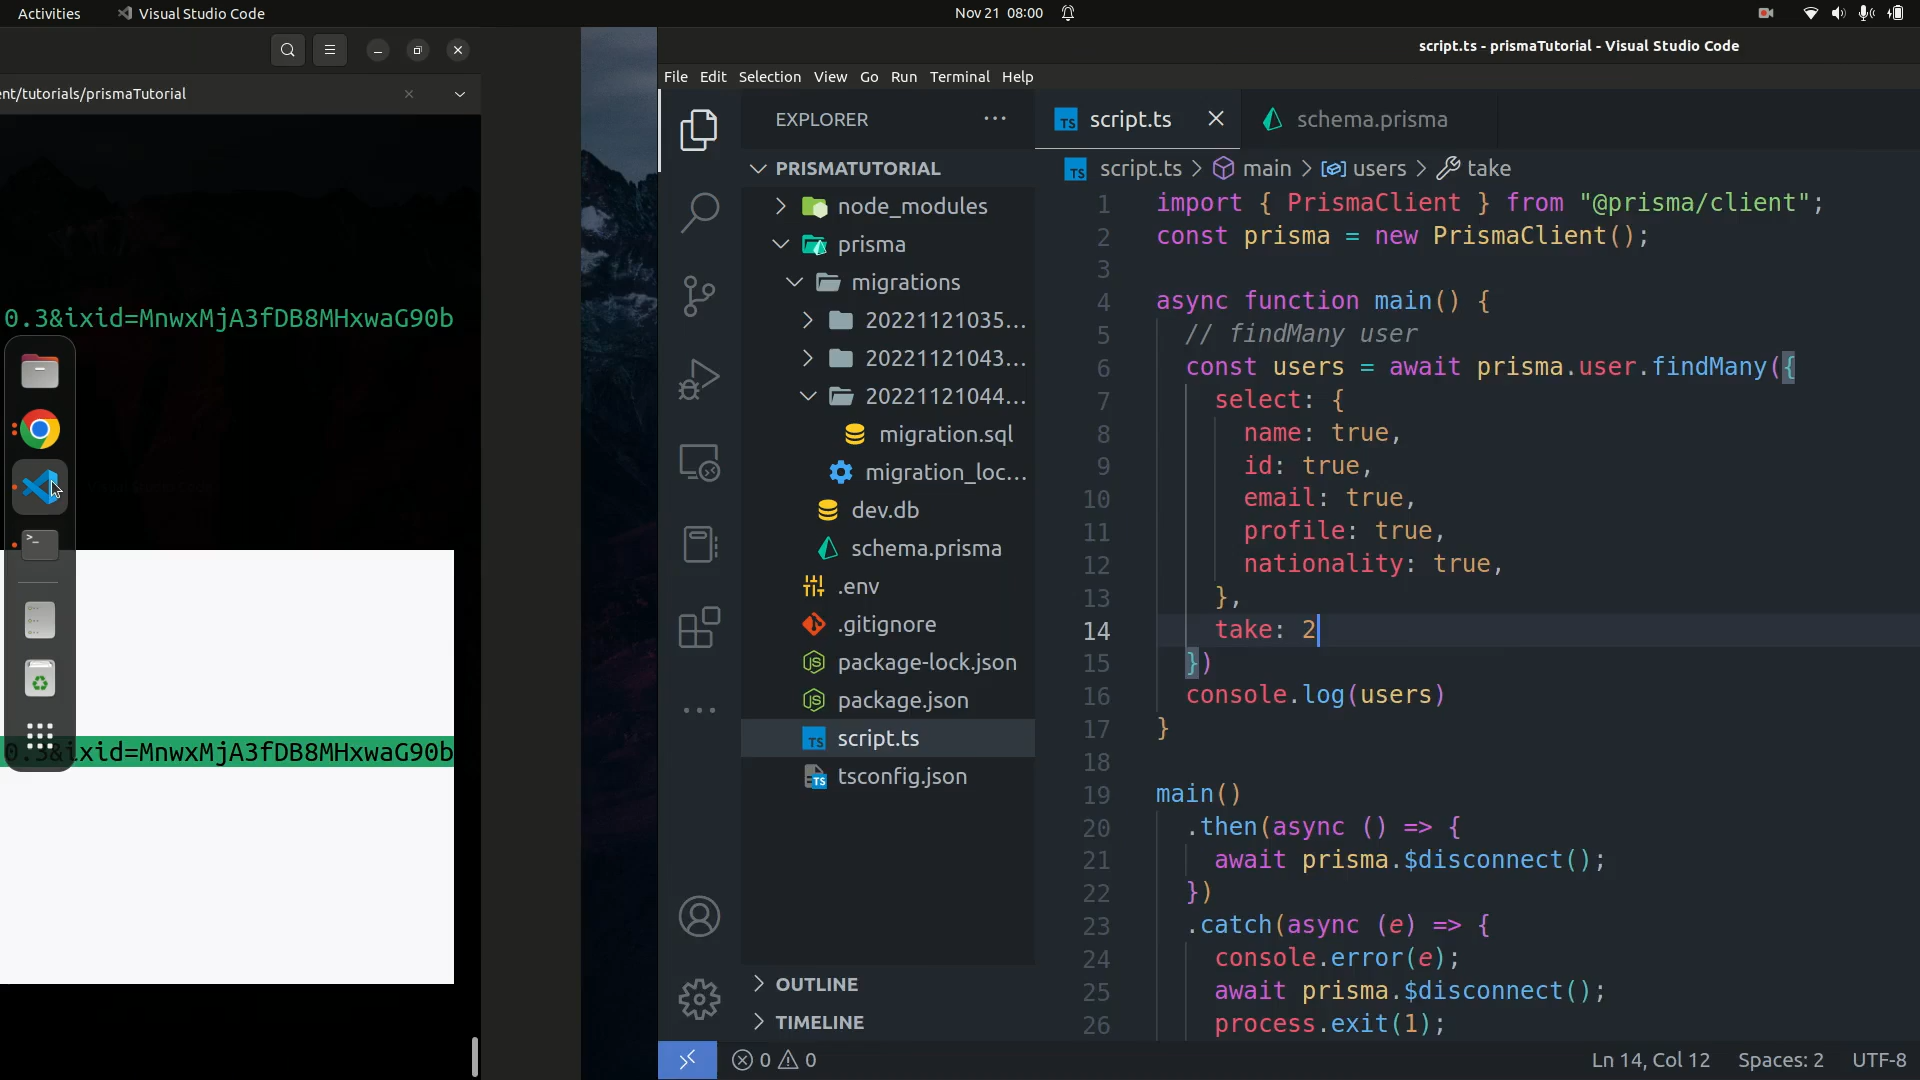 Activities
Visual Studio Code
Nov 21 08:00
ent/tutorials/prismaTutorial
0.3&ixid=MnwxMjA3fDB8MHxwaG90b
0.3&ixid=MnwxMjA3fDB8MHxwaG90b
script.ts - prismaTutorial - Visual Studio Code
File Edit Selection View Go Run Terminal Help
EXPLORER
PRISMATUTORIAL
node_modules
prisma
migrations
20221121035...
20221121043...
20221121044...
migration.sql
migration_loc...
dev.db
schema.prisma
.env
.gitignore
package-lock.json
package.json
script.ts
tsconfig.json
OUTLINE
TIMELINE
script.ts
schema.prisma
script.ts > main > users > take
1 import { PrismaClient } from "@prisma/client";
2 const prisma = new PrismaClient();
3
4 async function main() {
5 // findMany user
6 const users = await prisma.user.findMany({
7 select: {
8 name: true,
9 id: true,
10 email: true,
11 profile: true,
12 nationality: true,
13 },
14 take: 2
15 })
16 console.log(users)
17 }
18
19 main()
20 .then(async () => {
21 await prisma.$disconnect();
22 })
23 .catch(async (e) => {
24 console.error(e);
25 await prisma.$disconnect();
26 process.exit(1);
0 0
Ln 14, Col 12 Spaces: 2 UTF-8